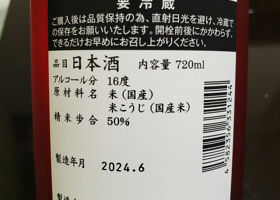 要冷蔵
ご購入後は品質保持の為、直射日光を避け、冷蔵で
の保存をお願いいたします。開栓前後にかかわらず、
できるだけお早めにお召し上がりください。
品目 日本酒 内容量 720ml
アルコール分 16度
原材料名 米(国産)
米こうじ(国産米)
精米歩合 50%
製造年月 2024.6
4582356331244